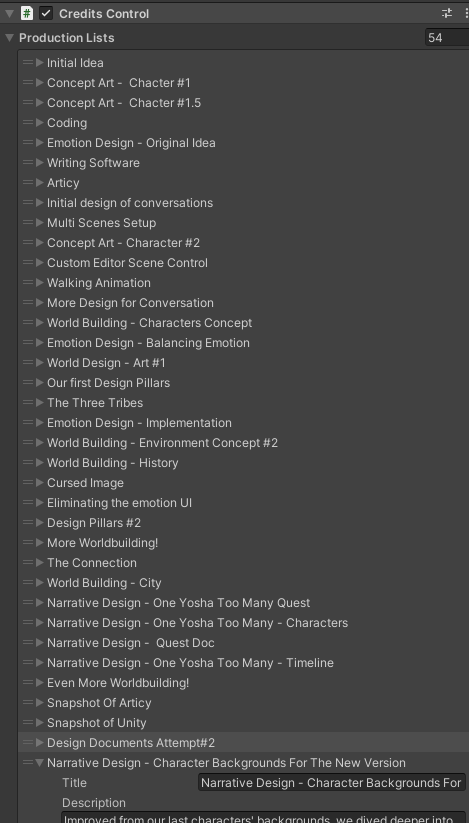 Credits Control
Production Lists 54
Initial Idea
Concept Art -  Chacter #1
Concept Art -  Chacter #1.5
Coding
Emotion Design - Original Idea
Writing Software
Articy
Initial design of conversations
Multi Scenes Setup
Concept Art - Character #2
Custom Editor Scene Control
Walking Animation
More Design for Conversation
World Building - Characters Concept
Emotion Design - Balancing Emotion
World Design - Art #1
Our first Design Pillars
The Three Tribes
Emotion Design - Implementation
World Building - Environment Concept #2
World Building - History
Cursed Image
Eliminating the emotion UI
Design Pillars #2
More Worldbuilding!
The Connection
World Building - City
Narrative Design - One Yosha Too Many Quest
Narrative Design - One Yosha Too Many - Characters
Narrative Design -  Quest Doc
Narrative Design - One Yosha Too Many - Timeline
Even More Worldbuilding!
Snapshot Of Articy
Snapshot of Unity
Design Documents Attempt#2
Narrative Design - Character Backgrounds For The New Version
Title Narrative Design - Character Backgrounds For
Description
Improved from our last characters' backgrounds, we dived deeper into